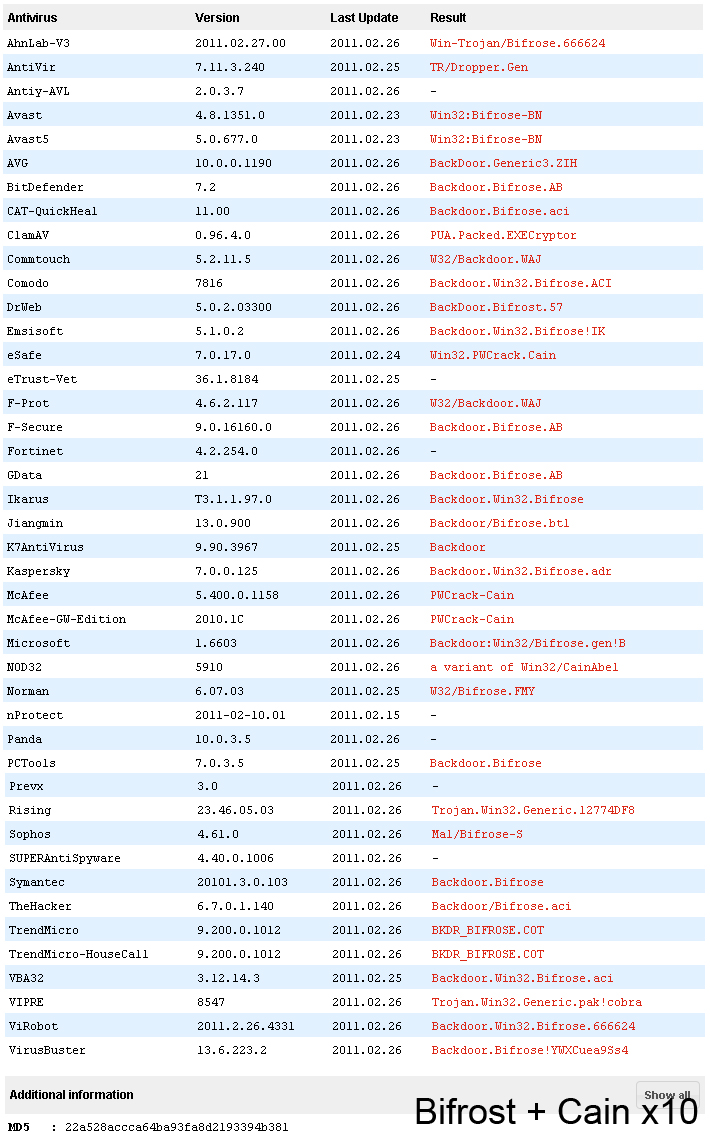 Antivirus Version Last Update Result
AhnLab-V3 2011.02.27.00 2011.02.26 Win-Trojan/Bifrose.666624
AntiVir 7.11.3.240 2011.02.25 TR/Dropper.Gen
Antiy-AVL 2.0.3.7 2011.02.26 -
Avast 4.8.1351.0 2011.02.23 Win32:Bifrose-BN
Avast5 5.0.677.0 2011.02.23 Win32:Bifrose-BN
AVG 10.0.0.1190 2011.02.26 BackDoor.Generic3.ZIH
BitDefender 7.2 2011.02.26 Backdoor.Bifrose.AB
CAT-QuickHeal 11.00 2011.02.26 Backdoor.Bifrose.aci
ClamAV 0.96.4.0 2011.02.26 PUA.Packed.EXECryptor
Commtouch 5.2.11.5 2011.02.26 W32/Backdoor.WAJ
Comodo 7816 2011.02.26 Backdoor.Win32.Bifrose.ACI
DrWeb 5.0.2.03300 2011.02.26 BackDoor.Bifrost.57
Emsisoft 5.1.0.2 2011.02.26 Backdoor.Win32.Bifrose!IK
eSafe 7.0.17.0 2011.02.24 Win32.PWCrack.Cain
eTrust-Vet 36.1.8184 2011.02.25 -
F-Prot 4.6.2.117 2011.02.26 W32/Backdoor.WAJ
F-Secure 9.0.16160.0 2011.02.26 Backdoor.Bifrose.AB
Fortinet 4.2.254.0 2011.02.26 -
GData 21 2011.02.26 Backdoor.Bifrose.AB
Ikarus T3.1.1.97.0 2011.02.26 Backdoor.Win32.Bifrose
Jiangmin 13.0.900 2011.02.26 Backdoor/Bifrose.btl
K7AntiVirus 9.90.3967 2011.02.25 Backdoor
Kaspersky 7.0.0.125 2011.02.26 Backdoor.Win32.Bifrose.adr
McAfee 5.400.0.1158 2011.02.26 PWCrack-Cain
McAfee-GW-Edition 2010.1C 2011.02.26 PWCrack-Cain
Microsoft 1.6603 2011.02.26 Backdoor:Win32/Bifrose.gen!B
NOD32 5910 2011.02.26 a variant of Win32/CainAbel
Norman 6.07.03 2011.02.25 W32/Bifrose.FMY
nProtect 2011-02-10.01 2011.02.15 -
Panda 10.0.3.5 2011.02.26 -
PCTools 7.0.3.5 2011.02.25 Backdoor.Bifrose
Prevx 3.0 2011.02.26 -
Rising 23.46.05.03 2011.02.26 Trojan.Win32.Generic.12774DF8
Sophos 4.61.0 2011.02.26 Mal/Bifrose-S
SUPERAntiSpyware 4.40.0.1006 2011.02.26 -
Symantec 20101.3.0.103 2011.02.26 Backdoor.Bifrose
TheHacker 6.7.0.1.140 2011.02.26 Backdoor/Bifrose.aci
TrendMicro 9.200.0.1012 2011.02.26 BKDR_BIFROSE.COT
TrendMicro-HouseCall 9.200.0.1012 2011.02.26 BKDR_BIFROSE.COT
VBA32 3.12.14.3 2011.02.25 Backdoor.Win32.Bifrose.aci
VIPRE 8547 2011.02.26 Trojan.Win32.Generic.pak!cobra
ViRobot 2011.2.26.4331 2011.02.26 Backdoor.Win32.Bifrose.666624
VirusBuster 13.6.223.2 2011.02.26 Backdoor.Bifrose!YWXCuea9Ss4
Additional information Show all
Bifrost + Cain x10
MD5 : 22a528accca64ba93fa8d2193394b381